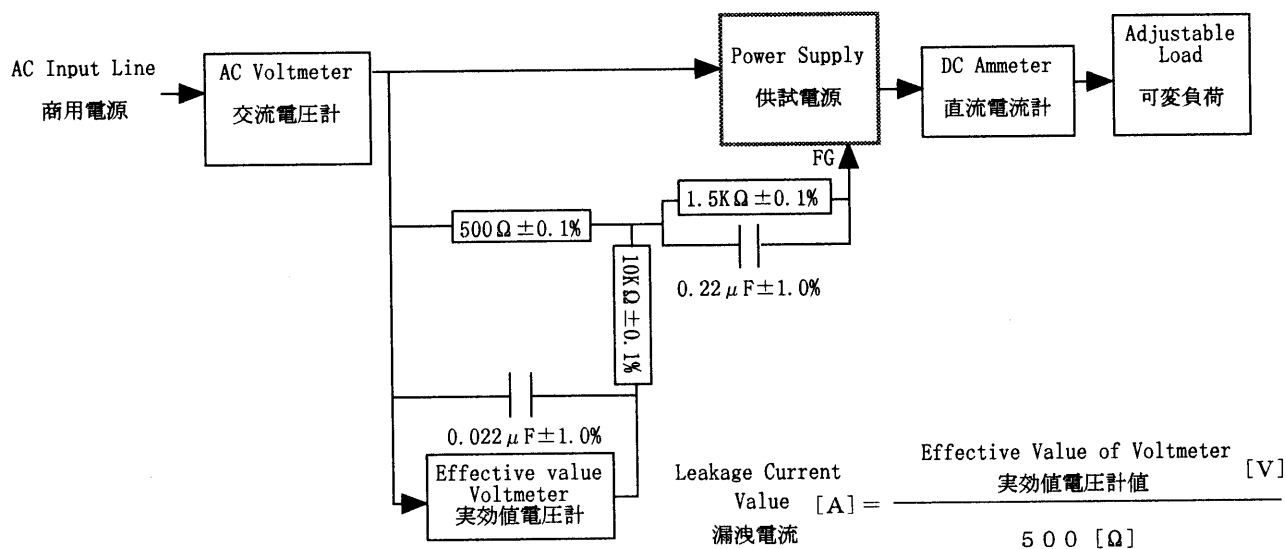 AC Input Line
商用電源
AC Voltmeter
交流電圧計
Power Supply
供試電源
DC Ammeter
直流電流計
Adjustable
Load
可変負荷
FG
1.5KΩ±0.1%
500Ω±0.1%
0.22μF±1.0%
10KΩ±0.1%
0.022μF±1.0%
Effective value
Voltmeter
実効値電圧計
Leakage Current
Value [A]=
漏洩電流
Effective Value of Voltmeter
実効値電圧計値 [V]
500 [Ω]